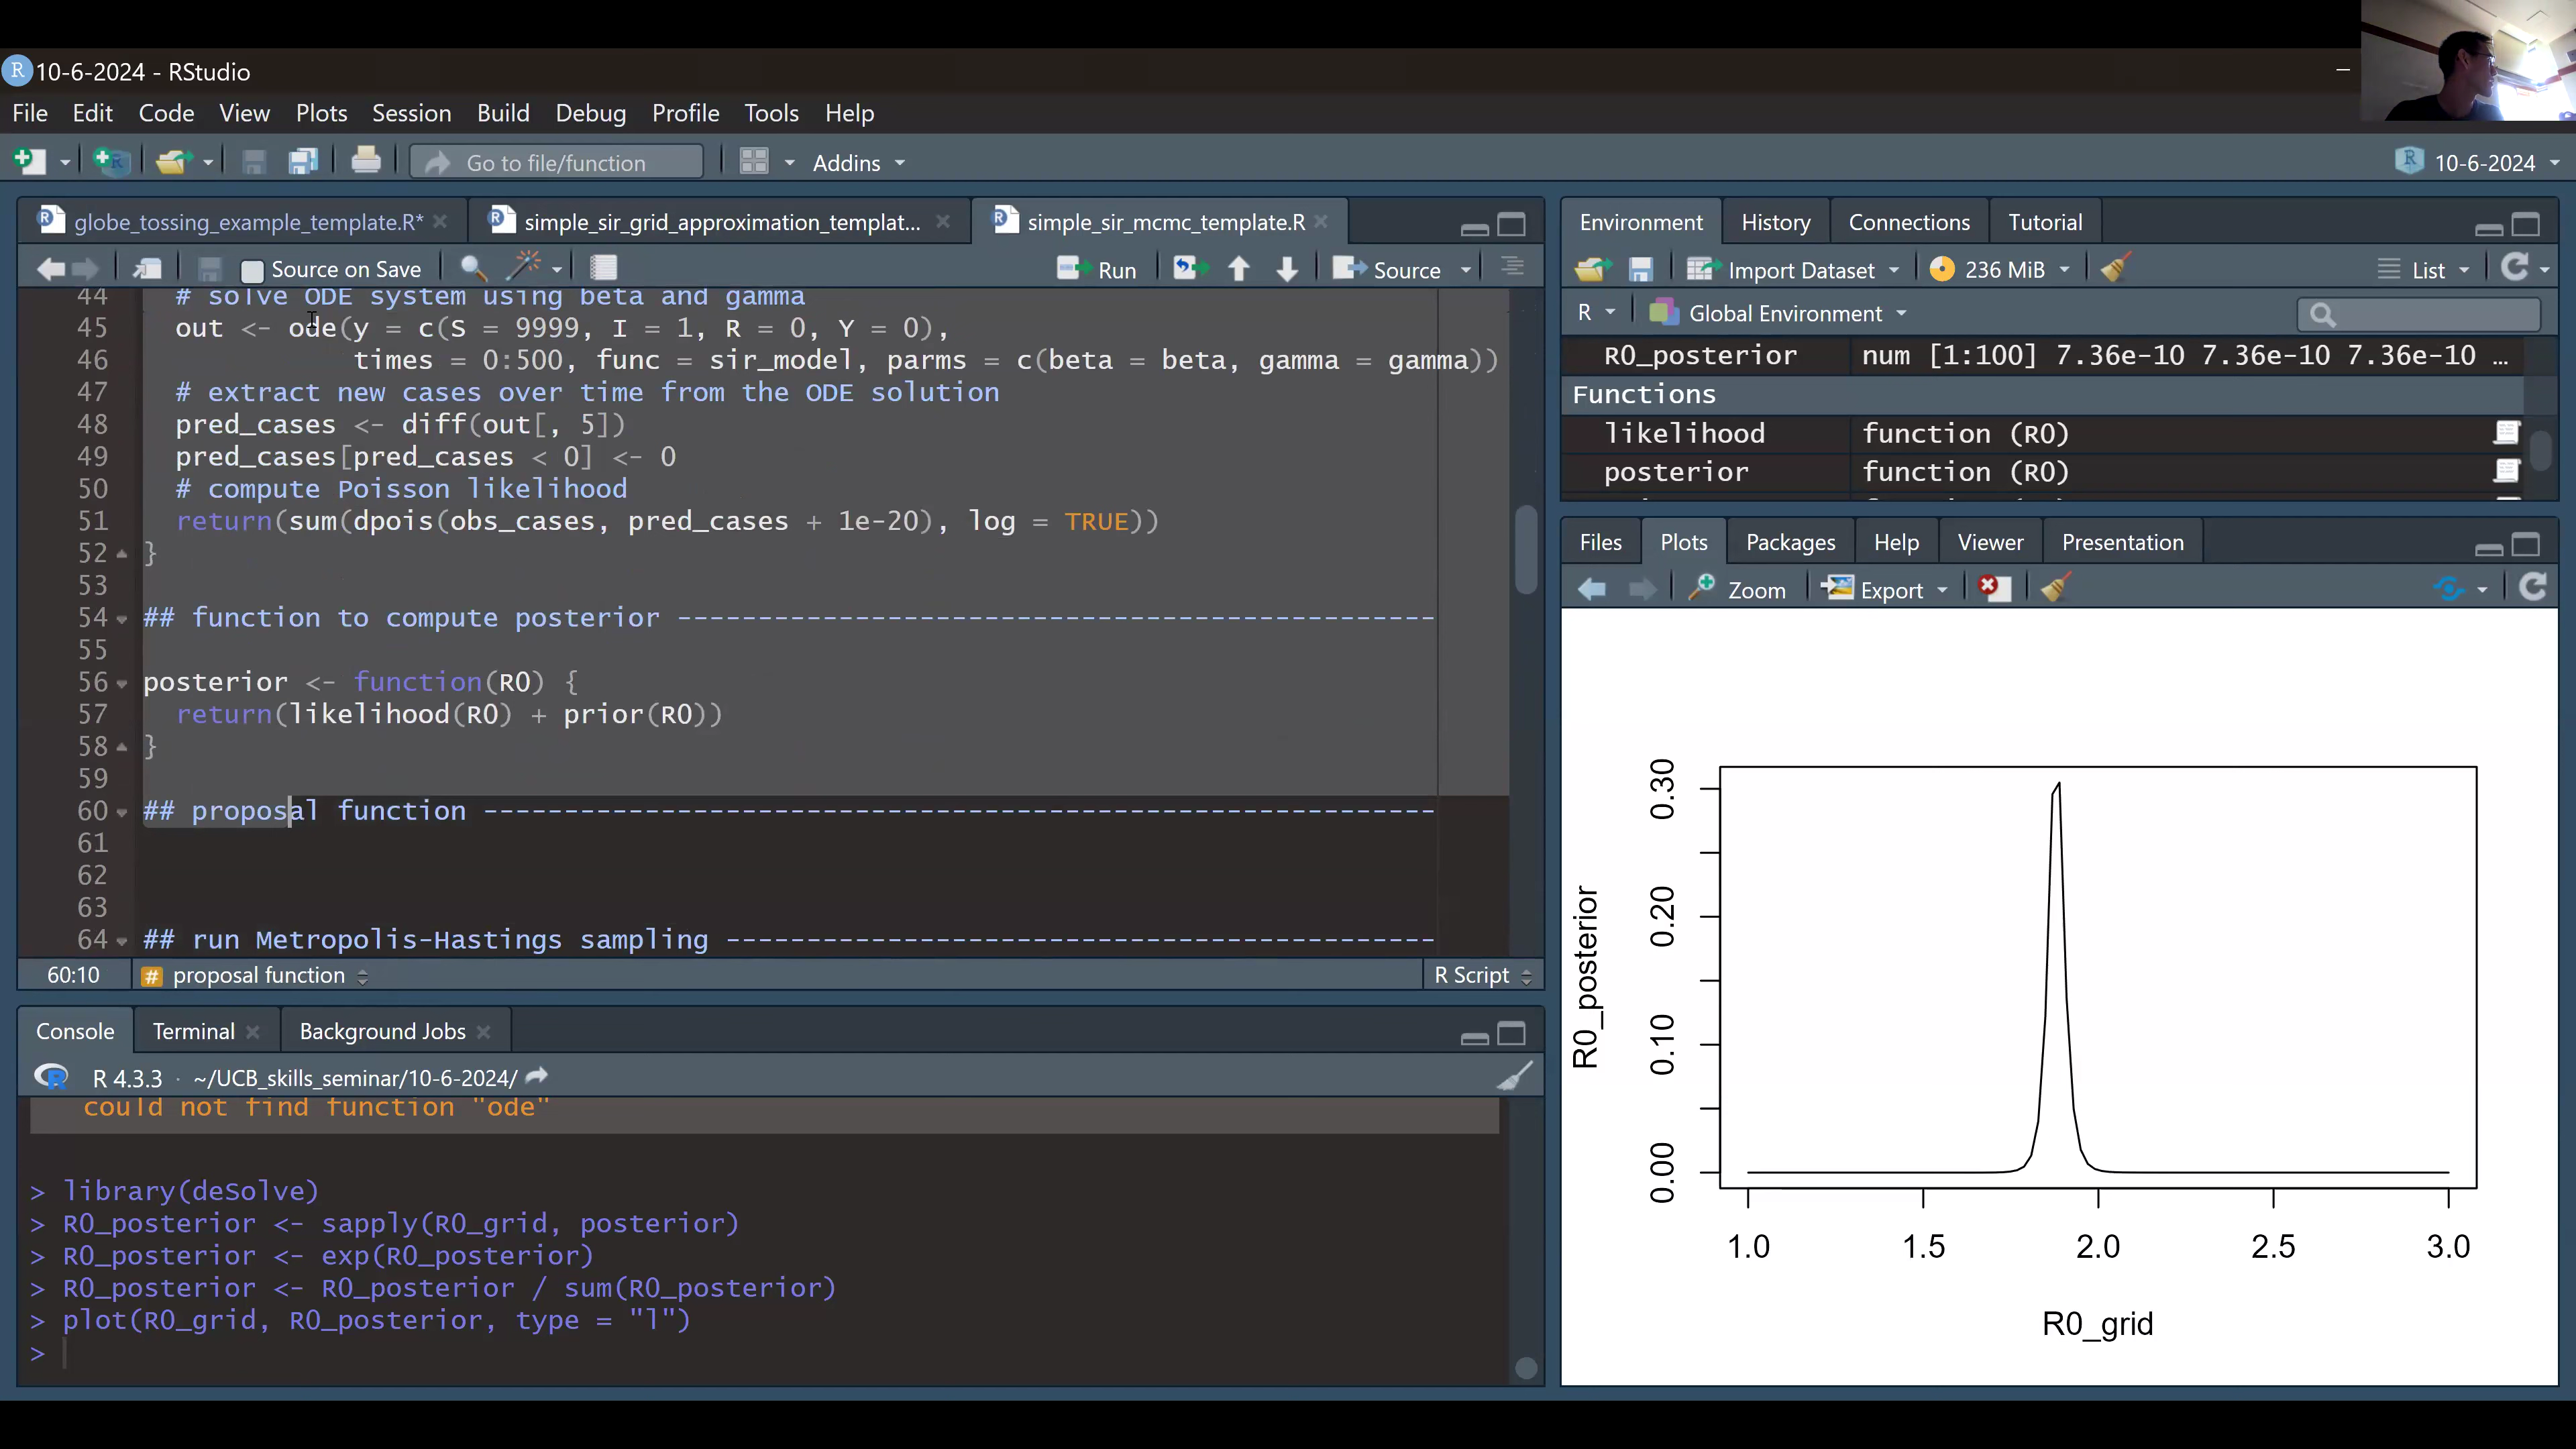 10-6-2024 - RStudio
File Edit Code View Plots Session Build Debug Profile Tools Help
Go to file/function
Addins
10-6-2024
globe_tossing_example_template.R*
simple_sir_grid_approximation_templat...
simple_sir_mcmc_template.R
Source on Save
Run
Source
44 # solve ODE system using beta and gamma
45 out <- ode(y = c(S = 9999, I = 1, R = 0, Y = 0),
46 times = 0:500, func = sir_model, parms = c(beta = beta, gamma = gamma))
47 # extract new cases over time from the ODE solution
48 pred_cases <- diff(out[, 5])
49 pred_cases[pred_cases < 0] <- 0
50 # compute Poisson likelihood
51 return(sum(dpois(obs_cases, pred_cases + 1e-20), log = TRUE))
52 }
53
54 ## function to compute posterior -----------------------------------------------
55
56 posterior <- function(R0) {
57 return(likelihood(R0) + prior(R0))
58 }
59
60 ## proposal function -----------------------------------------------------------
61
62
63
64 ## run Metropolis-Hastings sampling --------------------------------------------
60:10
# proposal function
R Script
Console
Terminal
Background Jobs
R 4.3.3 · ~/UCB_skills_seminar/10-6-2024/
could not find function "ode"
> library(deSolve)
> R0_posterior <- sapply(R0_grid, posterior)
> R0_posterior <- exp(R0_posterior)
> R0_posterior <- R0_posterior / sum(R0_posterior)
> plot(R0_grid, R0_posterior, type = "l")
>
Environment
History
Connections
Tutorial
Import Dataset
236 MiB
List
R
Global Environment
R0_posterior num [1:100] 7.36e-10 7.36e-10 7.36e-10 ...
Functions
likelihood function (R0)
posterior function (R0)
Files
Plots
Packages
Help
Viewer
Presentation
Zoom
Export
R0_posterior
0.30
0.20
0.10
0.00
1.0 1.5 2.0 2.5 3.0
R0_grid